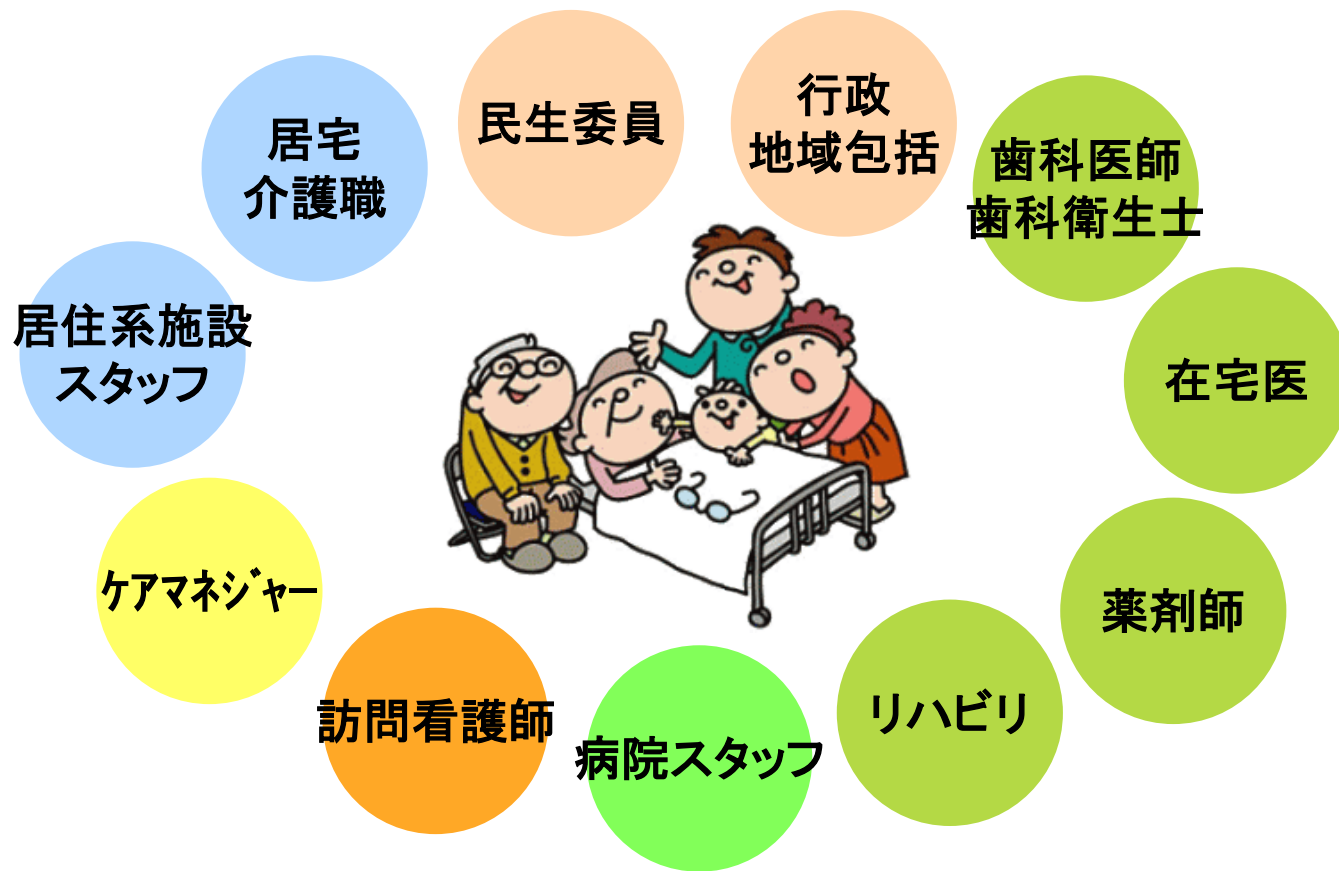 民生委員
行政
地域包括
居宅
介護職
歯科医師
歯科衛生士
居住系施設
スタッフ
在宅医
ケアマネジャー
薬剤師
訪問看護師
病院スタッフ
リハビリ